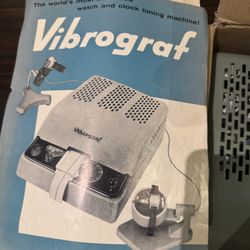 The world's most
watch and clock timing machine!
Vibrograf
Vibrograf